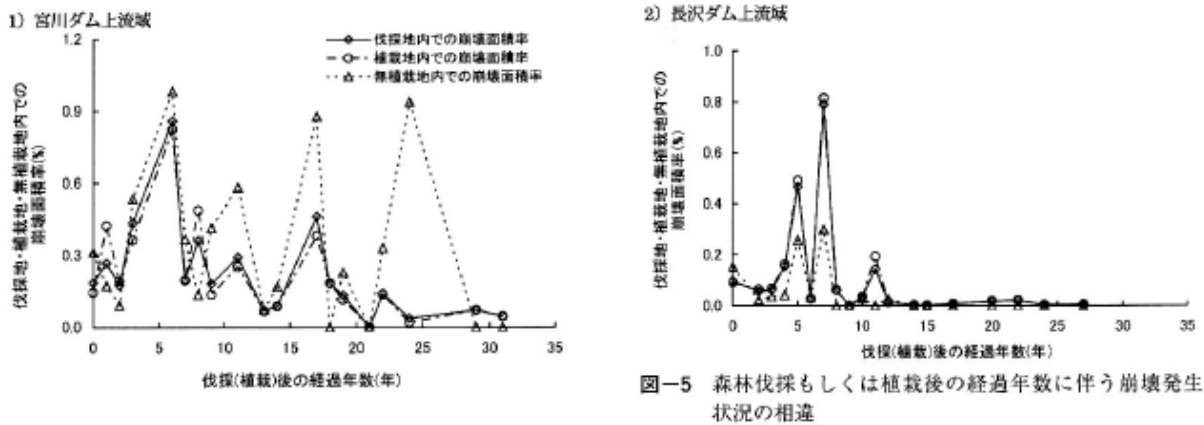 1）宮川ダム上流域
1.2
0.9
0.6
0.3
0.0
伐採地・植栽地・無植栽地内での
崩壊面積率(%)
伐採地内での崩壊面積率
植栽地内での崩壊面積率
無植栽地内での崩壊面積率
0 5 10 15 20 25 30 35
伐採(植栽)後の経過年数(年)
2）長沢ダム上流域
1.0
0.8
0.6
0.4
0.2
0.0
伐採地・植栽地・無植栽地内での
崩壊面積率(%)
0 5 10 15 20 25 30 35
伐採(植栽)後の経過年数(年)
図－5 森林伐採もしくは植栽後の経過年数に伴う崩壊発生
状況の相違